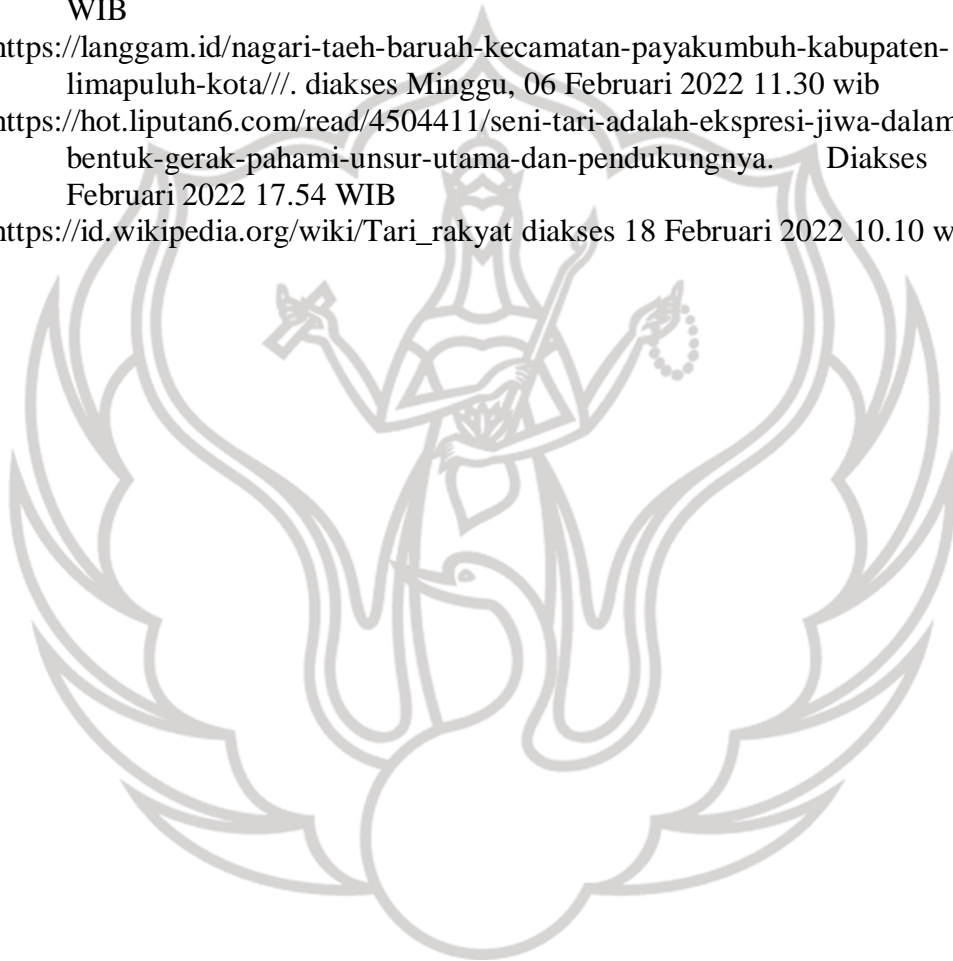 WIB
https://langgam.id/nagari-taeh-baruah-kecamatan-payakumbuh-kabupaten-
limapuluh-kota///. diakses Minggu, 06 Februari 2022 11.30 wib
https://hot.liputan6.com/read/4504411/seni-tari-adalah-ekspresi-jiwa-dalam
bentuk-gerak-pahami-unsur-utama-dan-pendukungnya. Diakses
Februari 2022 17.54 WIB
https://id.wikipedia.org/wiki/Tari_rakyat diakses 18 Februari 2022 10.10 w